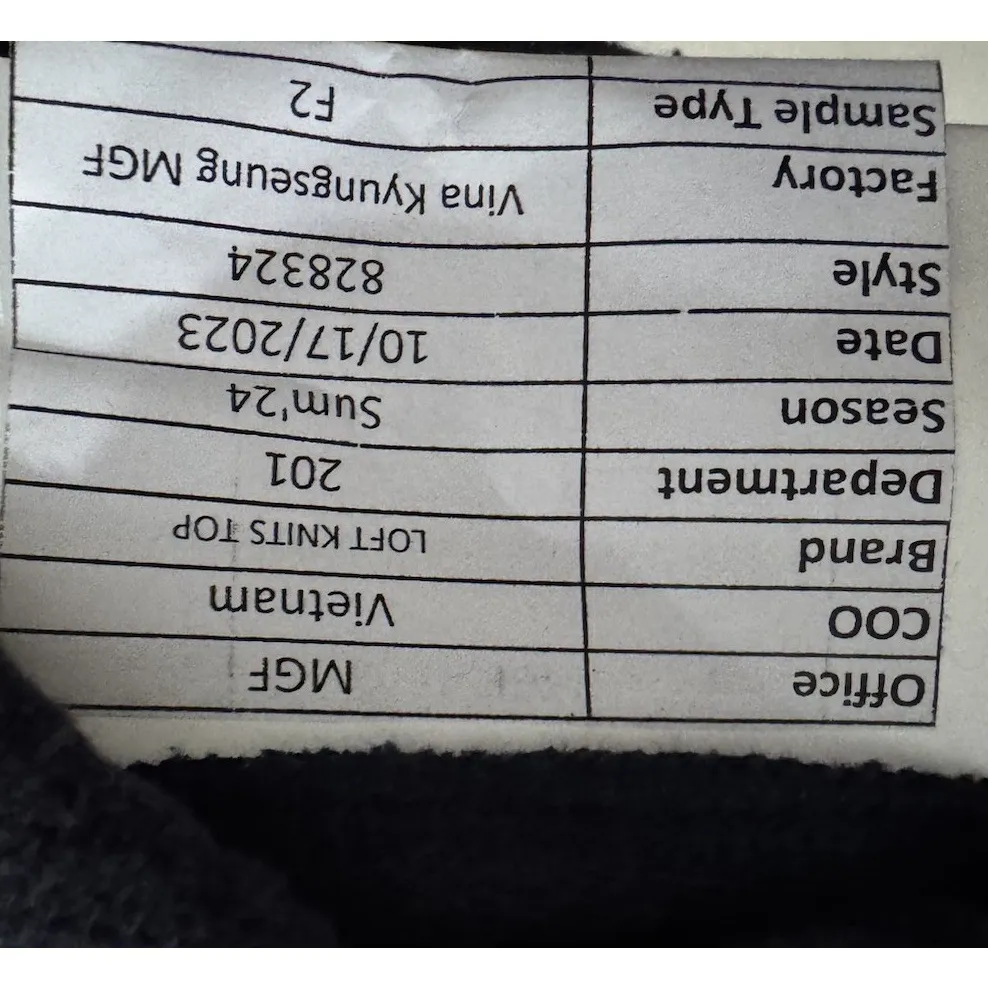 Office MGF
COO Vietnam
Brand LOFT KNITS TOP
Department 201
Season Sum'24
Date 10/17/2023
Style 828324
Factory Vina Kyungseung MGF
Sample Type F2